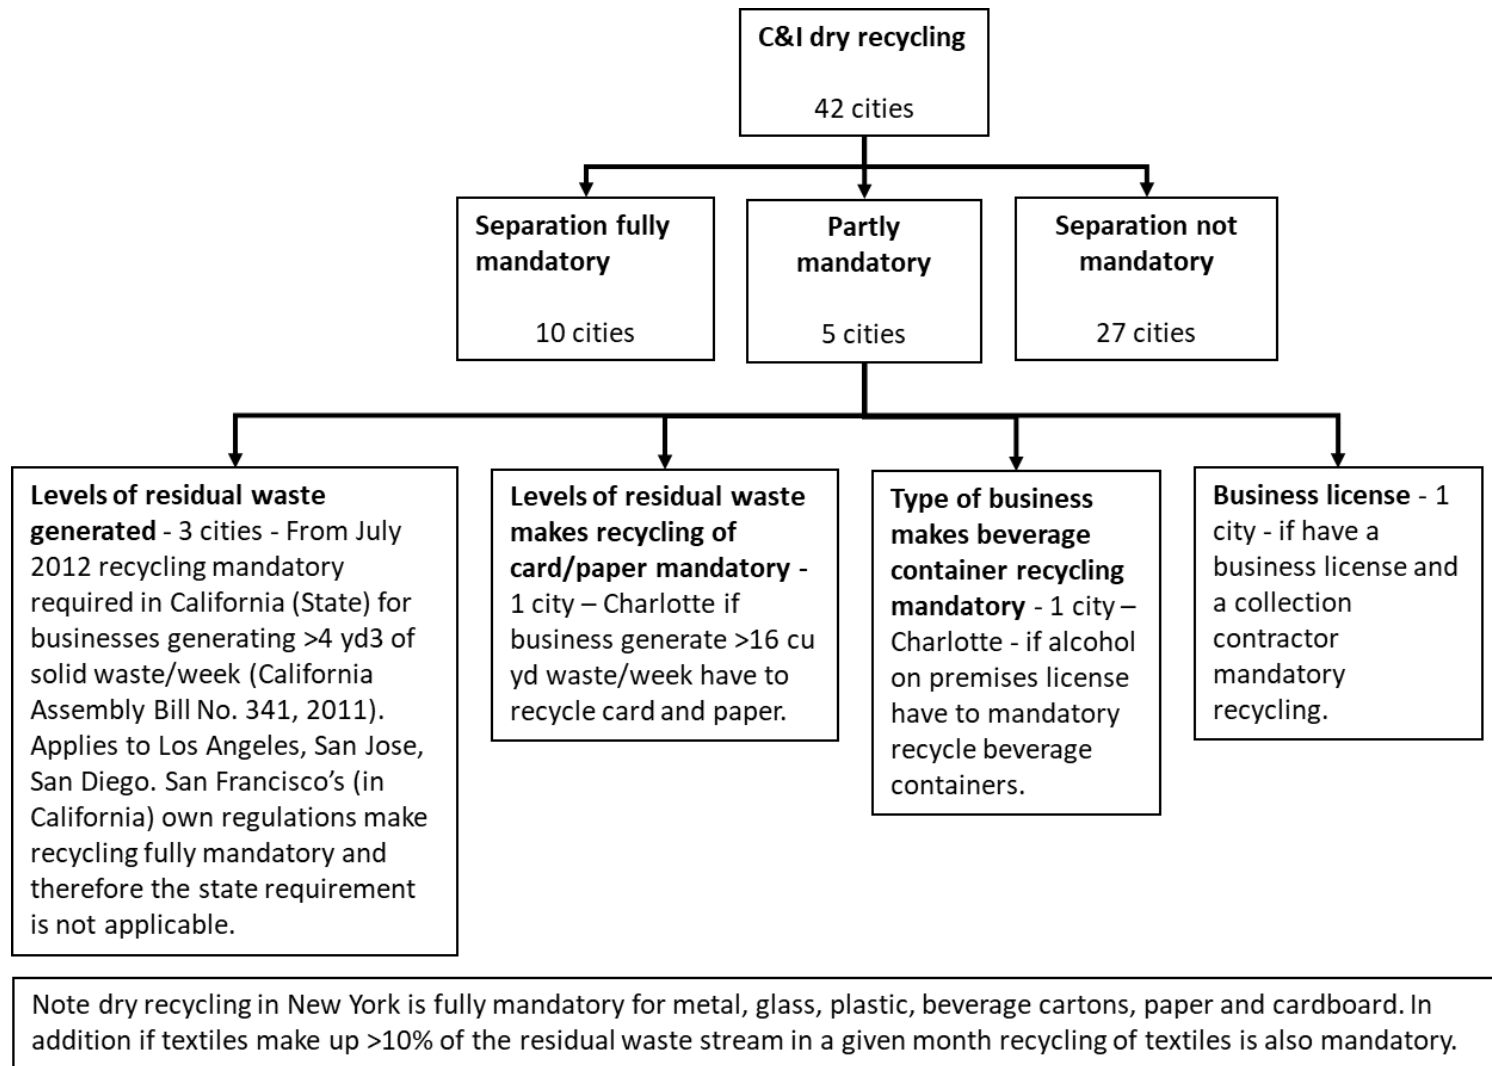 C&I dry recycling
42 cities
Separation fully
mandatory
10 cities
Partly
mandatory
5 cities
Separation not
mandatory
27 cities
Levels of residual waste
generated - 3 cities - From July
2012 recycling mandatory
required in California (State) for
businesses generating >4 yd3 of
solid waste/week (California
Assembly Bill No. 341, 2011).
Applies to Los Angeles, San Jose,
San Diego. San Francisco’s (in
California) own regulations make
recycling fully mandatory and
therefore the state requirement
is not applicable.
Levels of residual waste
makes recycling of
card/paper mandatory -
1 city – Charlotte if
business generate >16 cu
yd waste/week have to
recycle card and paper.
Type of business
makes beverage
container recycling
mandatory - 1 city –
Charlotte - if alcohol
on premises license
have to mandatory
recycle beverage
containers.
Business license - 1
city - if have a
business license and
a collection
contractor
mandatory
recycling.
Note dry recycling in New York is fully mandatory for metal, glass, plastic, beverage cartons, paper and cardboard. In
addition if textiles make up >10% of the residual waste stream in a given month recycling of textiles is also mandatory.